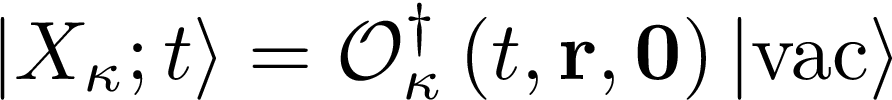 |X_κ; t⟩ = 𝒪_κ^† (t, 𝐫, 𝟎) |vac⟩